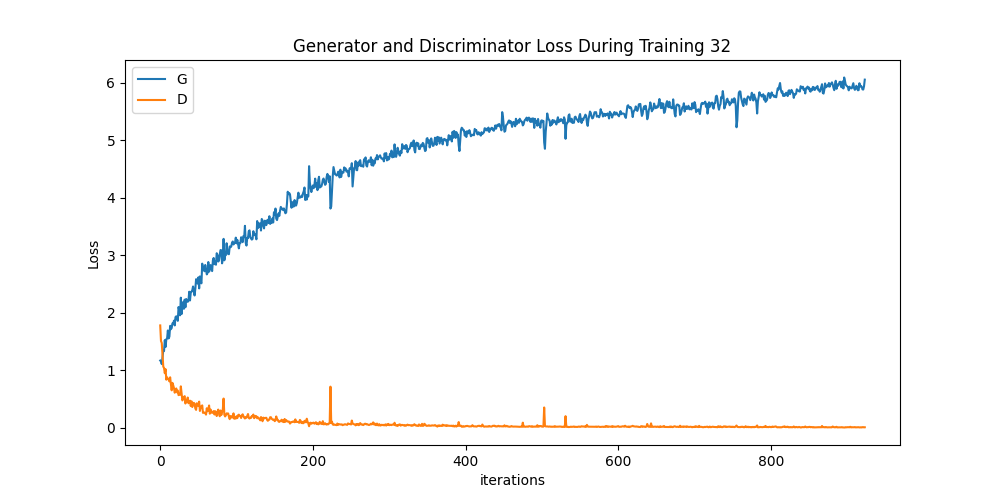 Generator and Discriminator Loss During Training 32
G
D
6
5
4
3
2
1
0
Loss
0 200 400 600 800
iterations